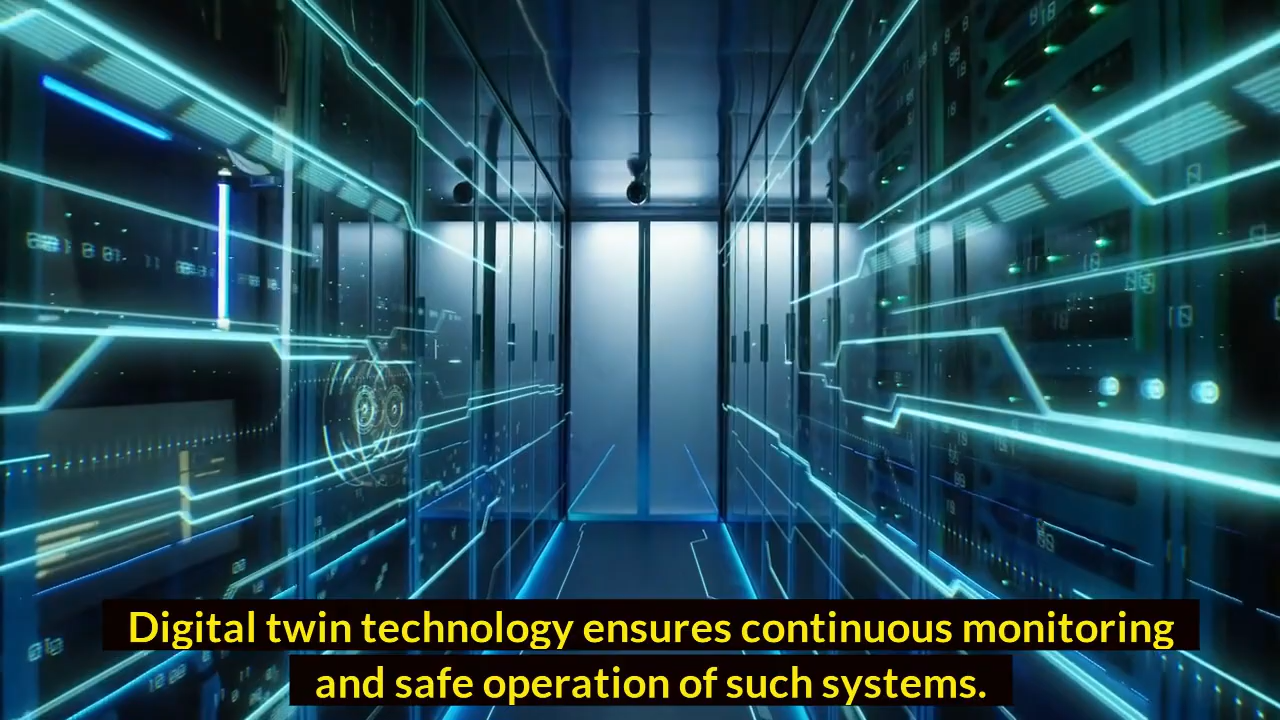 Digital twin technology ensures continuous monitoring
and safe operation of such systems.